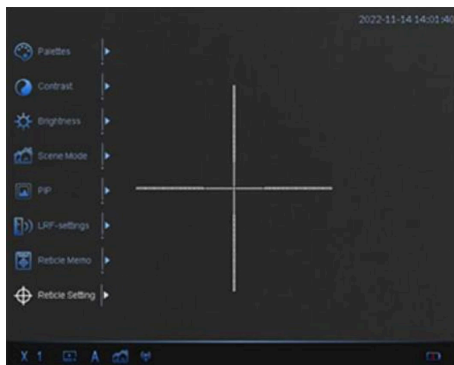 2022-11-14 14:01:40
Palettes
Contrast
Brightness
Scene Mode
PIP
LRF-settings
Reticle Memo
Reticle Setting
X 1 A